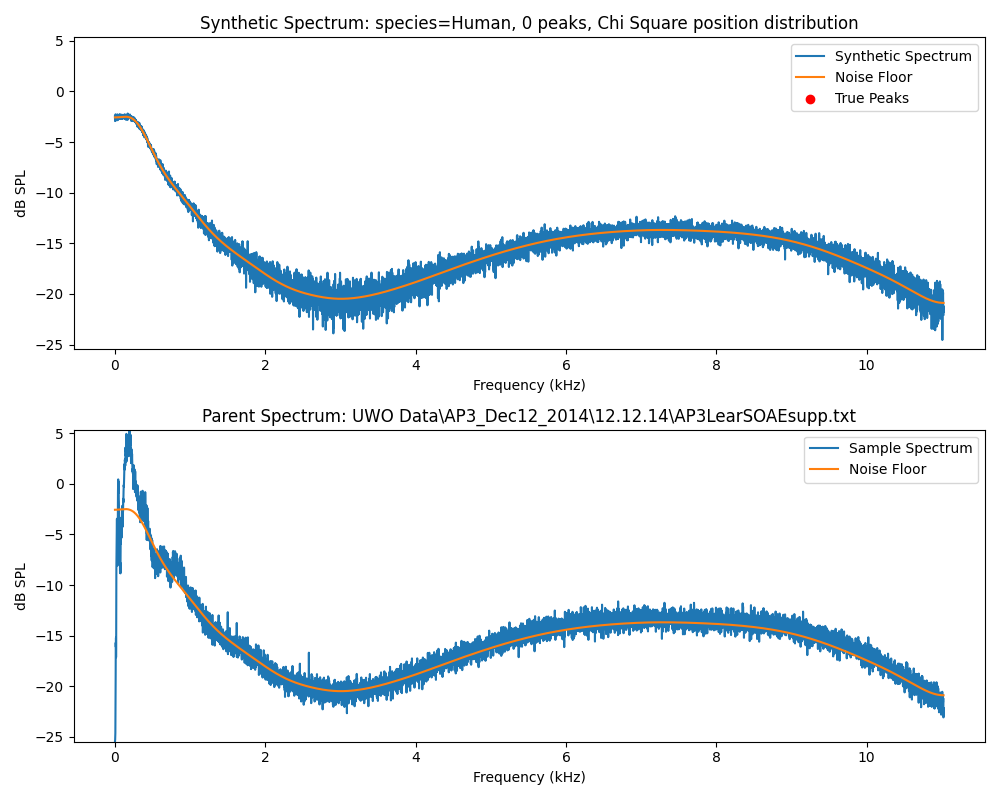 Synthetic Spectrum: species=Human, 0 peaks, Chi Square position distribution
5
0
−5
−10
−15
−20
−25
dB SPL
Synthetic Spectrum
Noise Floor
True Peaks
0 2 4 6 8 10
Frequency (kHz)
Parent Spectrum: UWO Data\AP3_Dec12_2014\12.12.14\AP3LearSOAEsupp.txt
5
0
−5
−10
−15
−20
−25
dB SPL
Sample Spectrum
Noise Floor
0 2 4 6 8 10
Frequency (kHz)